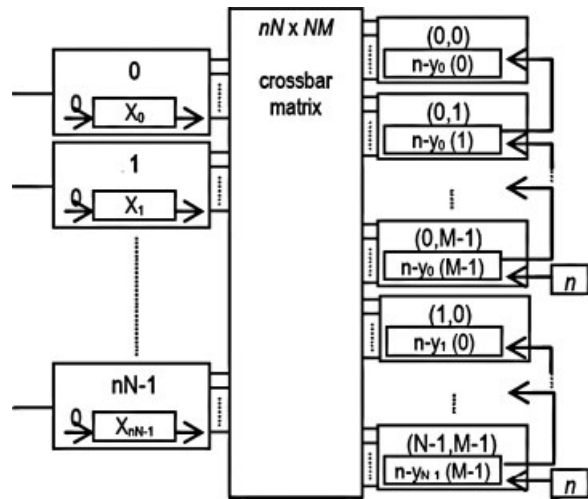 0
0 X₀
1
0 X₁
nN-1
0 X_nN-1
nN x NM
crossbar
matrix
(0,0)
n-y₀ (0)
(0,1)
n-y₀ (1)
(0,M-1)
n-y₀ (M-1)
n
(1,0)
n-y₁ (0)
(N-1,M-1)
n-y_N-1 (M-1)
n